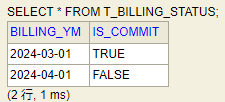 SELECT * FROM T_BILLING_STATUS;
BILLING_YM IS_COMMIT
2024-03-01 TRUE
2024-04-01 FALSE
(2 行, 1 ms)